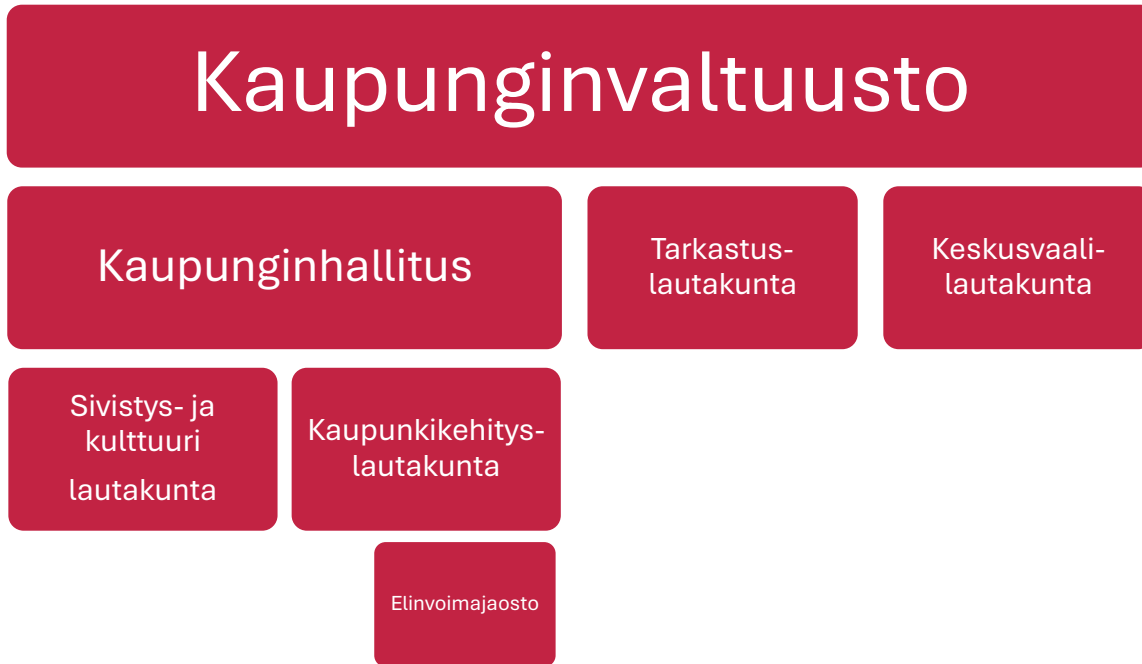 Kaupunginvaltuusto
Kaupunginhallitus
Tarkastus-
lautakunta
Keskusvaali-
lautakunta
Sivistys- ja
kulttuuri
lautakunta
Kaupunkikehitys-
lautakunta
Elinvoimajaosto